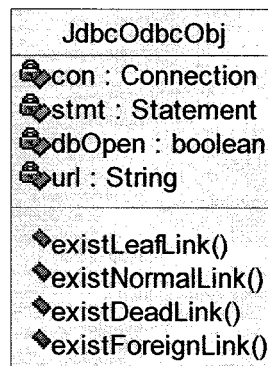 JdbcOdbcObj
con : Connection
stmt : Statement
dbOpen : boolean
url : String
existLeafLink()
existNormalLink()
existDeadLink()
existForeignLink()